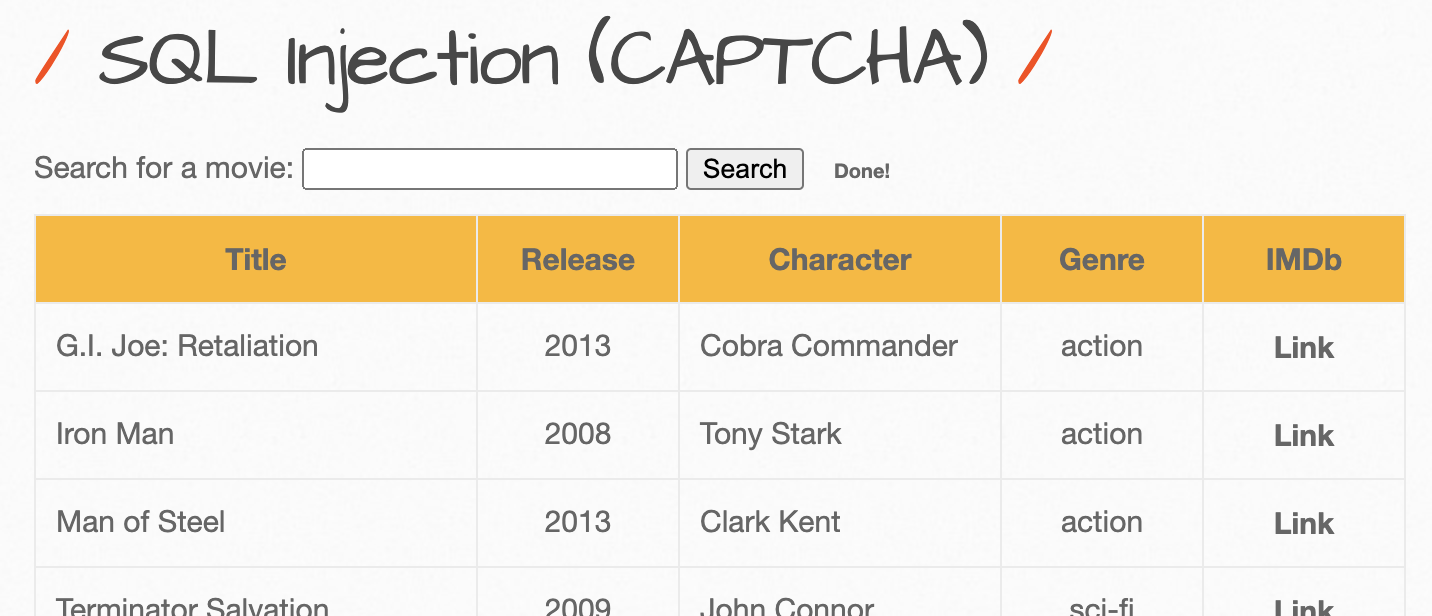 / SQL Injection (CAPTCHA) /
Search for a movie: Search Done!
Title Release Character Genre IMDb
G.I. Joe: Retaliation 2013 Cobra Commander action Link
Iron Man 2008 Tony Stark action Link
Man of Steel 2013 Clark Kent action Link
Terminator Salvation 2009 John Connor sci-fi Link